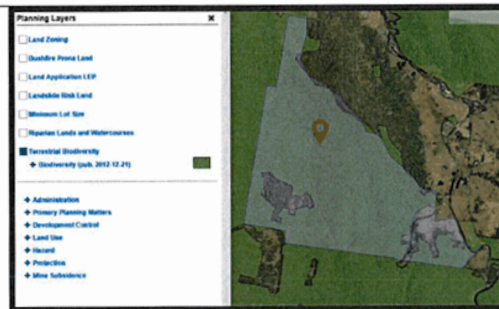 Planning Layers
Land Zoning
Bushfire Prone Land
Land Application LEP
Landslide Risk Land
Minimum Lot Size
Riparian Lands and Watercourses
Terrestrial Biodiversity
+ Biodiversity (pub. 2012-12-21)
+ Administration
+ Primary Planning Matters
+ Development Control
+ Land Use
+ Hazard
+ Protection
+ Mine Subsidence